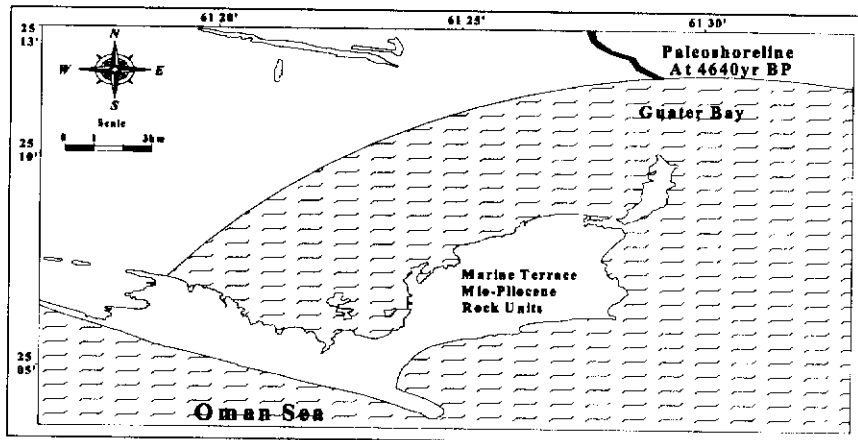 61 20'
61 25'
61 30'
25
13'
N
W E
S
Scale
0 1 3km
Paleoshoreline
At 4640yr BP
Guater Bay
25
10'
Marine Terrace
Mio-Pliocene
Rock Units
25
05'
Oman Sea